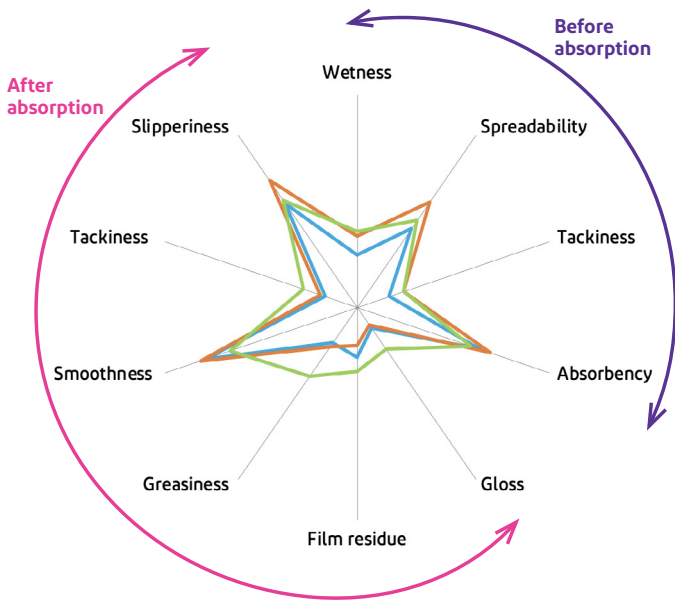 Before
absorption
After
absorption
Wetness
Slipperiness
Spreadability
Tackiness
Tackiness
Smoothness
Absorbency
Greasiness
Gloss
Film residue